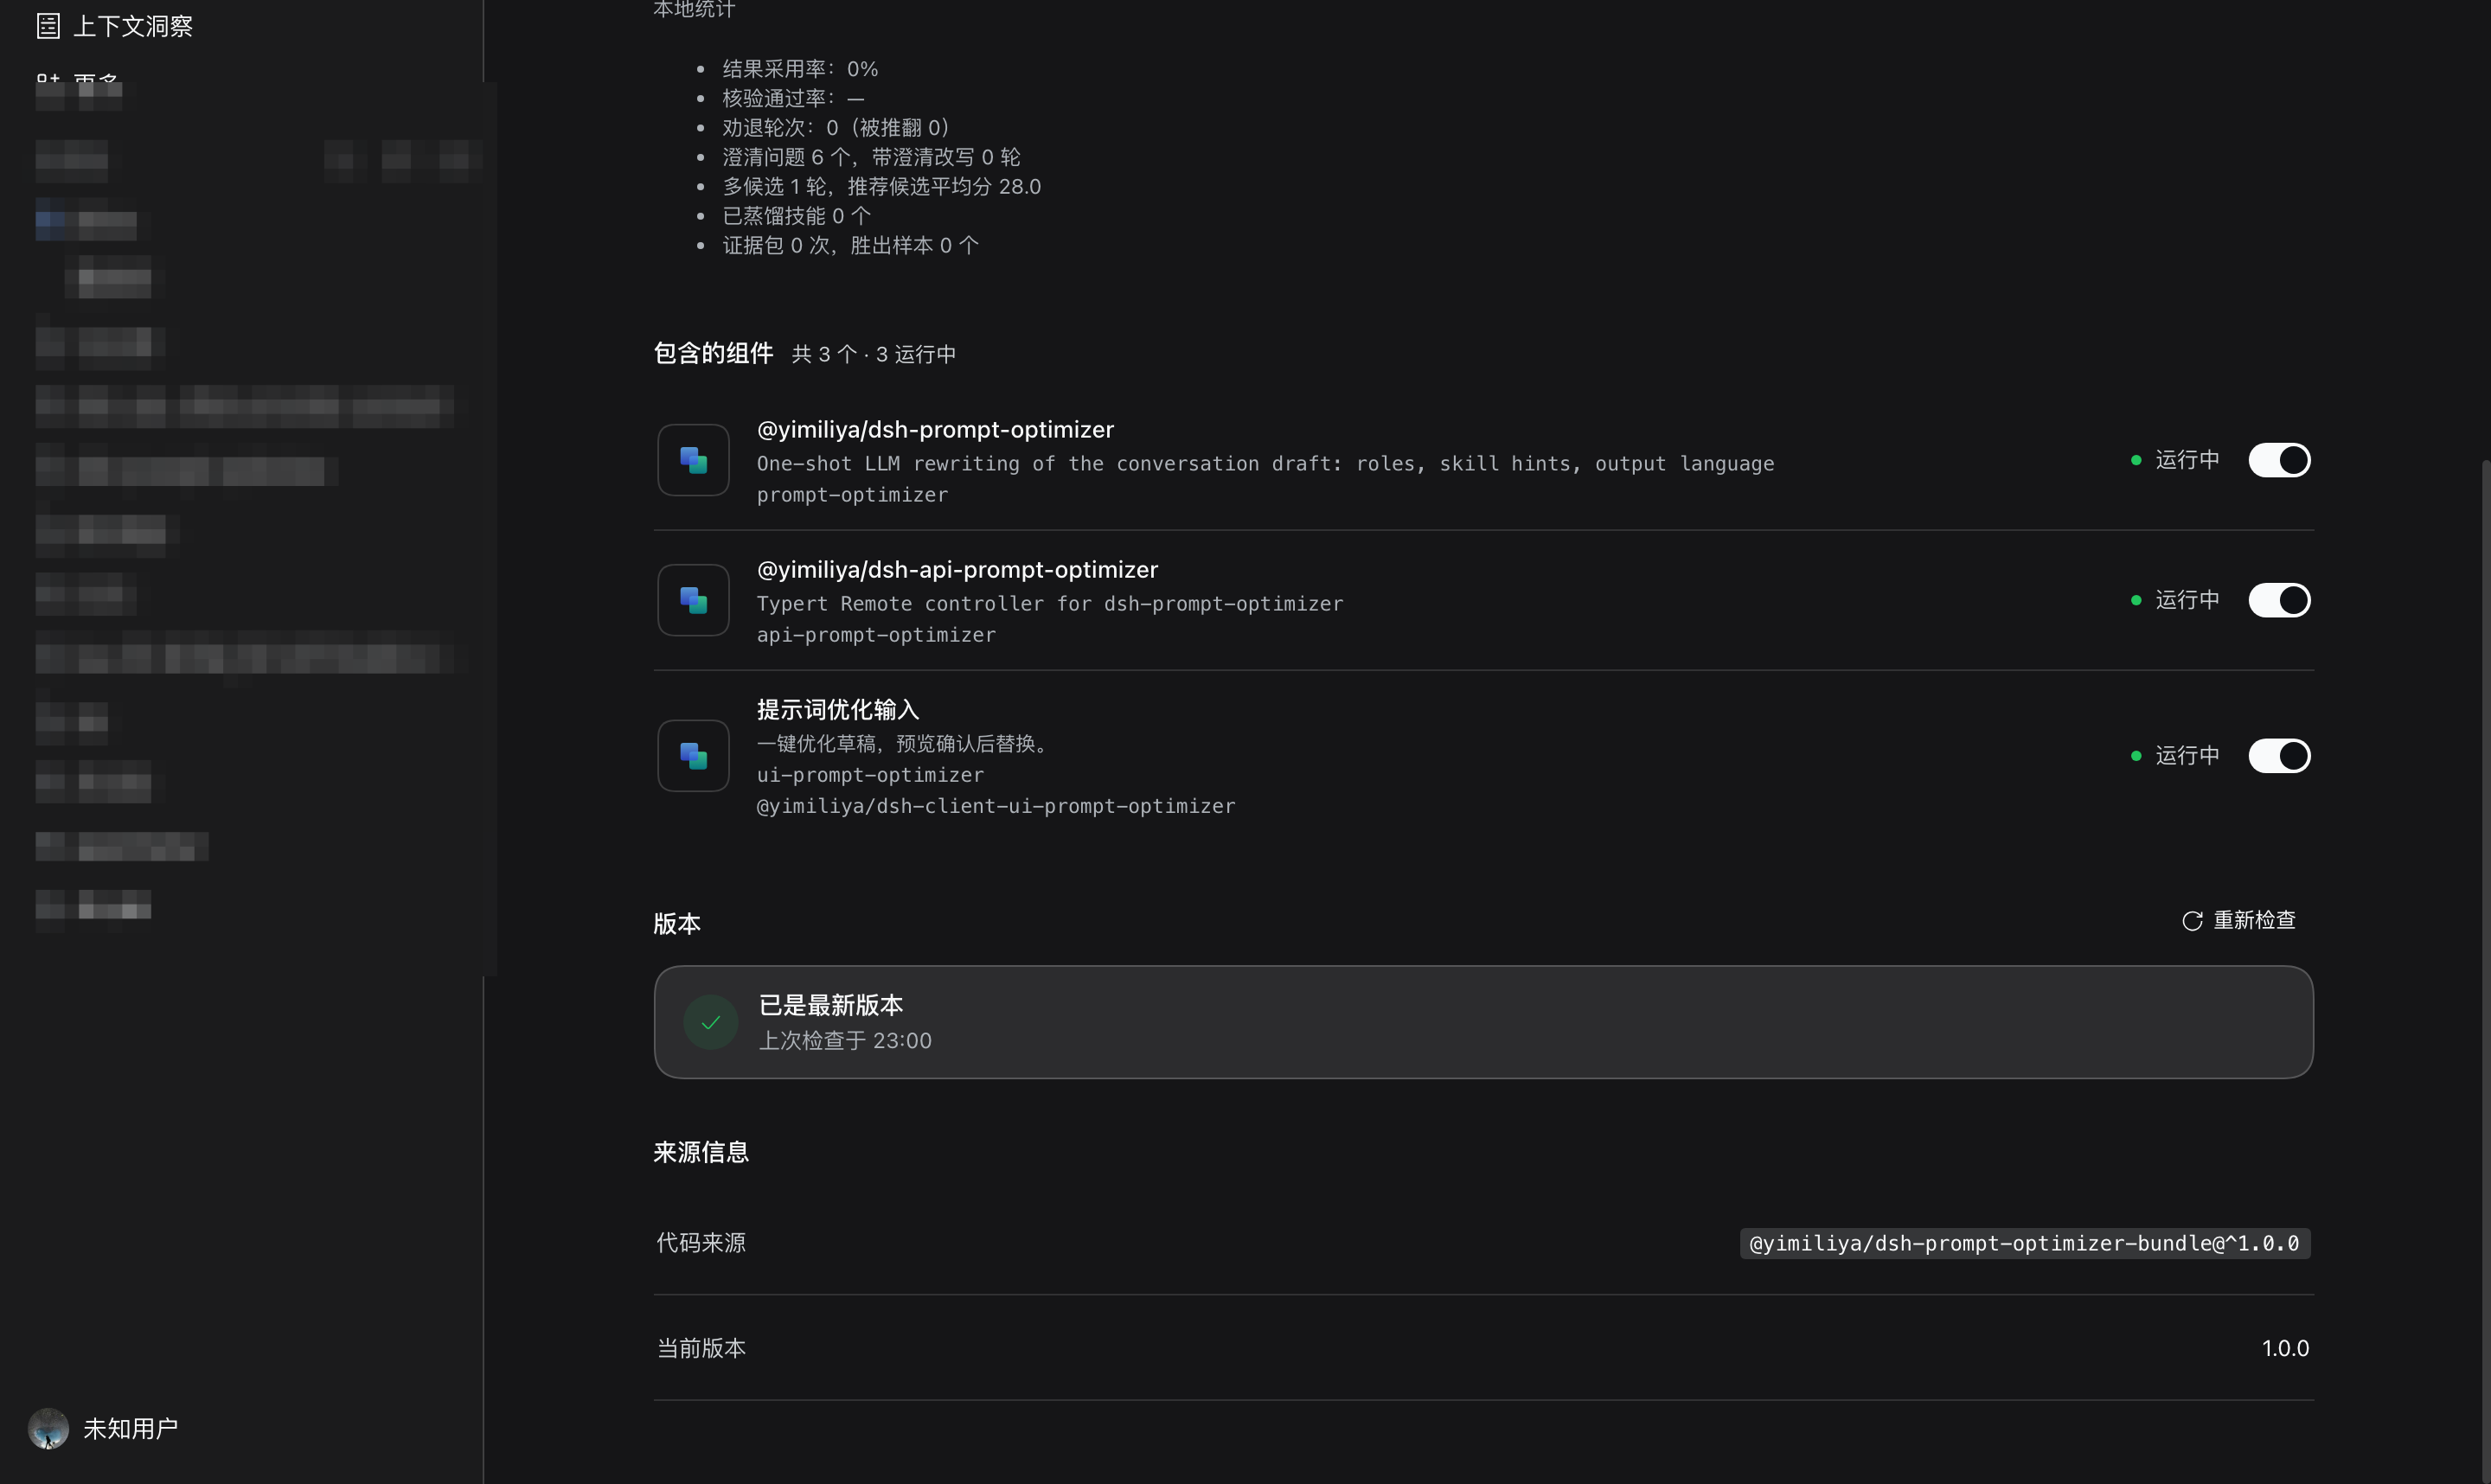 上下文洞察
更多
本地统计
结果采用率：0%
核验通过率：—
劝退轮次：0（被推翻 0）
澄清问题 6 个，带澄清改写 0 轮
多候选 1 轮，推荐候选平均分 28.0
已蒸馏技能 0 个
证据包 0 次，胜出样本 0 个
包含的组件 共 3 个 · 3 运行中
@yimiliya/dsh-prompt-optimizer
One-shot LLM rewriting of the conversation draft: roles, skill hints, output language
prompt-optimizer
运行中
@yimiliya/dsh-api-prompt-optimizer
Typert Remote controller for dsh-prompt-optimizer
api-prompt-optimizer
运行中
提示词优化输入
一键优化草稿，预览确认后替换。
ui-prompt-optimizer
@yimiliya/dsh-client-ui-prompt-optimizer
运行中
版本
重新检查
已是最新版本
上次检查于 23:00
来源信息
代码来源
@yimiliya/dsh-prompt-optimizer-bundle@^1.0.0
当前版本
1.0.0
未知用户